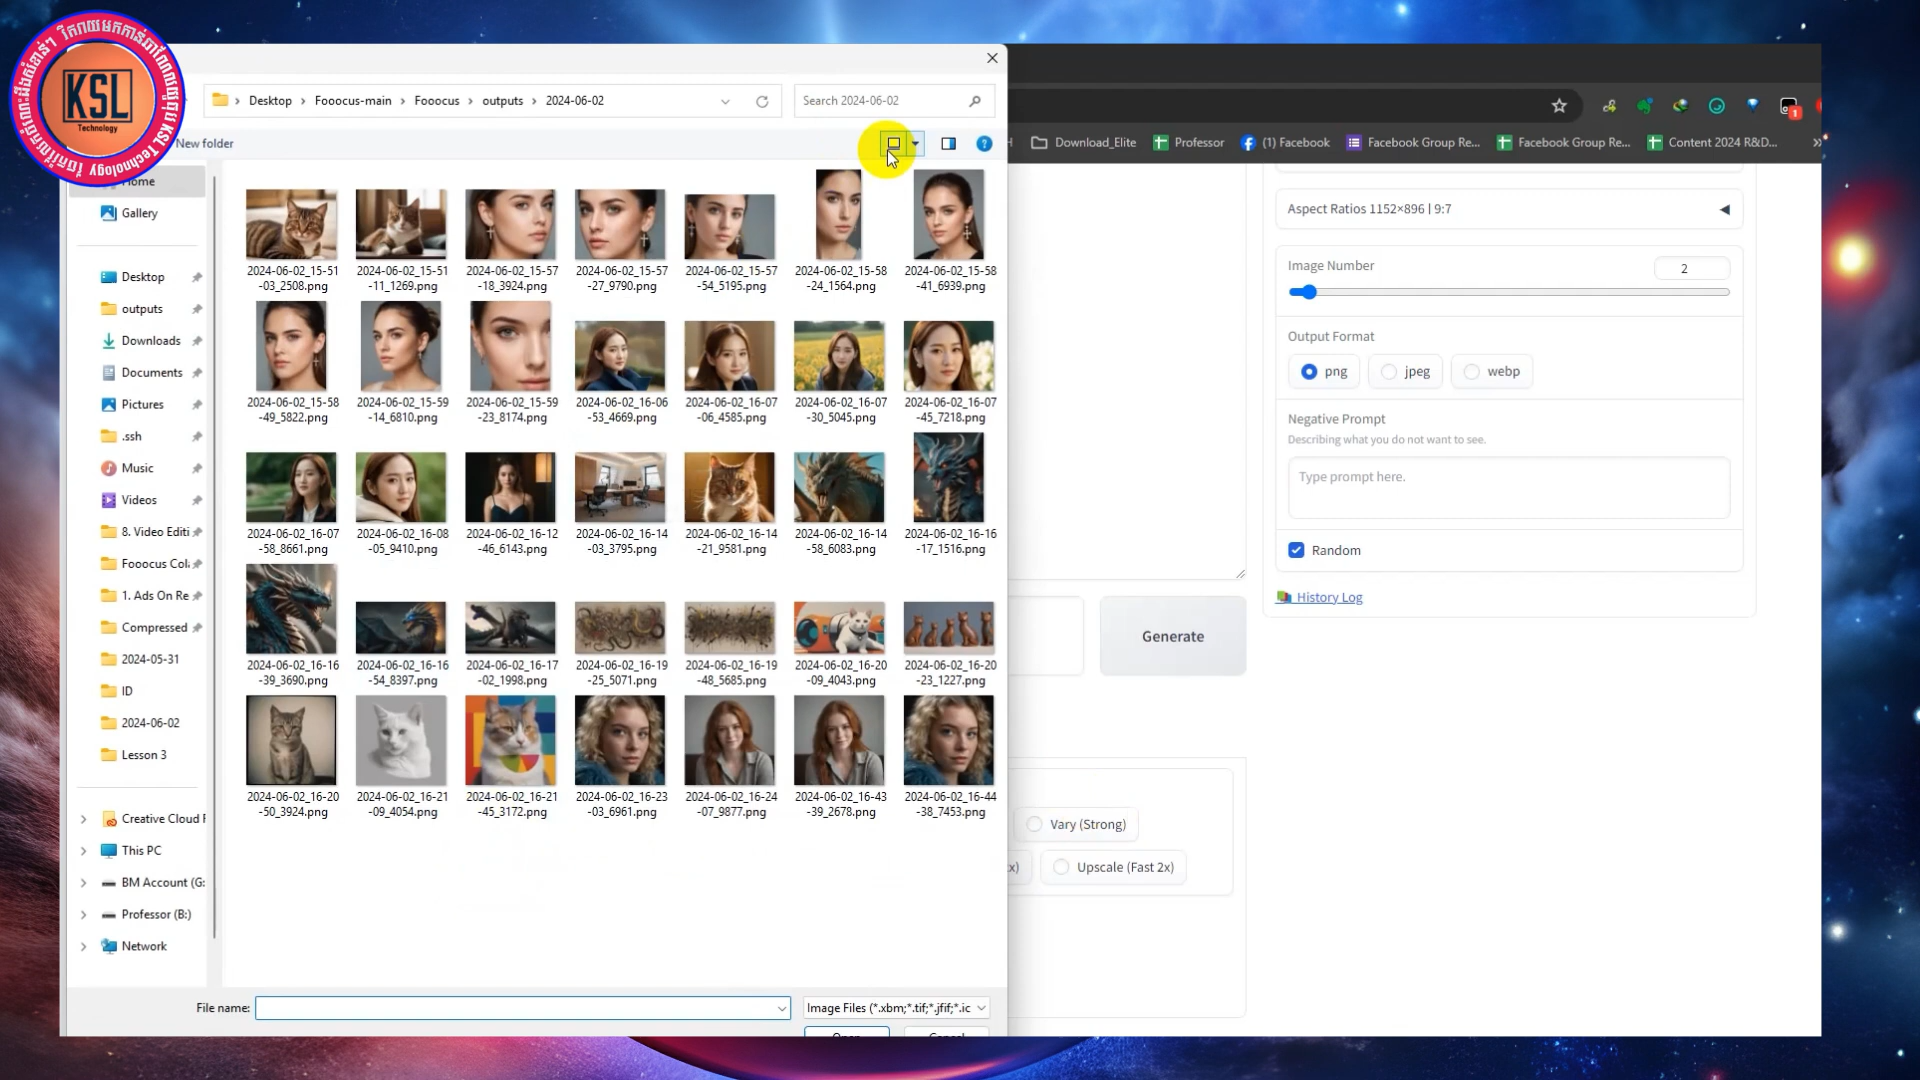 KSL
Technology
KSL Technology
Desktop > Fooocus-main > Fooocus > outputs > 2024-06-02
Search 2024-06-02
New folder
Download_Elite
Professor
(1) Facebook
Facebook Group Re...
Facebook Group Re...
Content 2024 R&D...
Home
Gallery
Desktop
outputs
Downloads
Documents
Pictures
.ssh
Music
Videos
8. Video Editi
Fooocus Col
1. Ads On Re
Compressed
2024-05-31
ID
2024-06-02
Lesson 3
Creative Cloud F
This PC
BM Account (G:
Professor (B:)
Network
2024-06-02_15-51 2024-06-02_15-51 2024-06-02_15-57 2024-06-02_15-57 2024-06-02_15-57 2024-06-02_15-58 2024-06-02_15-58
-03_2508.png -11_1269.png -18_3924.png -27_9790.png -54_5195.png -24_1564.png -41_6939.png
2024-06-02_15-58 2024-06-02_15-59 2024-06-02_15-59 2024-06-02_16-06 2024-06-02_16-07 2024-06-02_16-07 2024-06-02_16-07
-49_5822.png -14_6810.png -23_8174.png -53_4669.png -06_4585.png -30_5045.png -45_7218.png
2024-06-02_16-07 2024-06-02_16-08 2024-06-02_16-12 2024-06-02_16-14 2024-06-02_16-14 2024-06-02_16-14 2024-06-02_16-16
-58_8661.png -05_9410.png -46_6143.png -03_3795.png -21_9581.png -58_6083.png -17_1516.png
2024-06-02_16-16 2024-06-02_16-16 2024-06-02_16-17 2024-06-02_16-19 2024-06-02_16-19 2024-06-02_16-20 2024-06-02_16-20
-39_3690.png -54_8397.png -02_1998.png -25_5071.png -48_5685.png -09_4043.png -23_1227.png
2024-06-02_16-20 2024-06-02_16-21 2024-06-02_16-21 2024-06-02_16-23 2024-06-02_16-24 2024-06-02_16-43 2024-06-02_16-44
-50_3924.png -09_4054.png -45_3172.png -03_6961.png -07_9877.png -39_2678.png -38_7453.png
File name:
Image Files (*.xbm;*.tif;*.jfif;*.ic
Aspect Ratios 1152×896 | 9:7
Image Number
2
Output Format
png
jpeg
webp
Negative Prompt
Describing what you do not want to see.
Type prompt here.
Random
History Log
Generate
Vary (Strong)
x)
Upscale (Fast 2x)